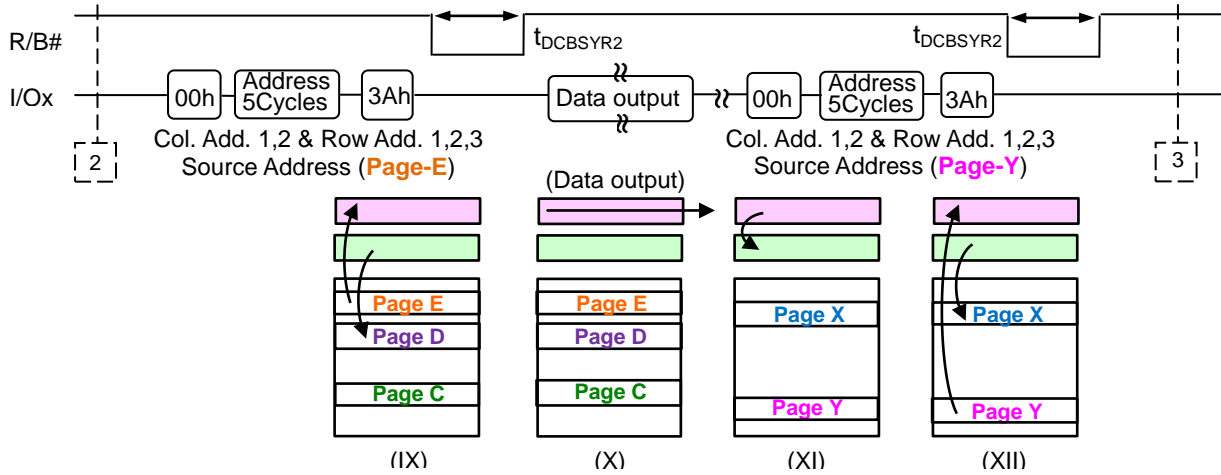 R/B#
tDCBSYR2
tDCBSYR2
I/Ox
00h
Address
5Cycles
3Ah
Data output
00h
Address
5Cycles
3Ah
2
Col. Add. 1,2 & Row Add. 1,2,3
Source Address (Page-E)
Col. Add. 1,2 & Row Add. 1,2,3
Source Address (Page-Y)
3
(Data output)
Page E
Page D
Page C
Page E
Page D
Page C
Page X
Page Y
Page X
Page Y
(IX)
(X)
(XI)
(XII)